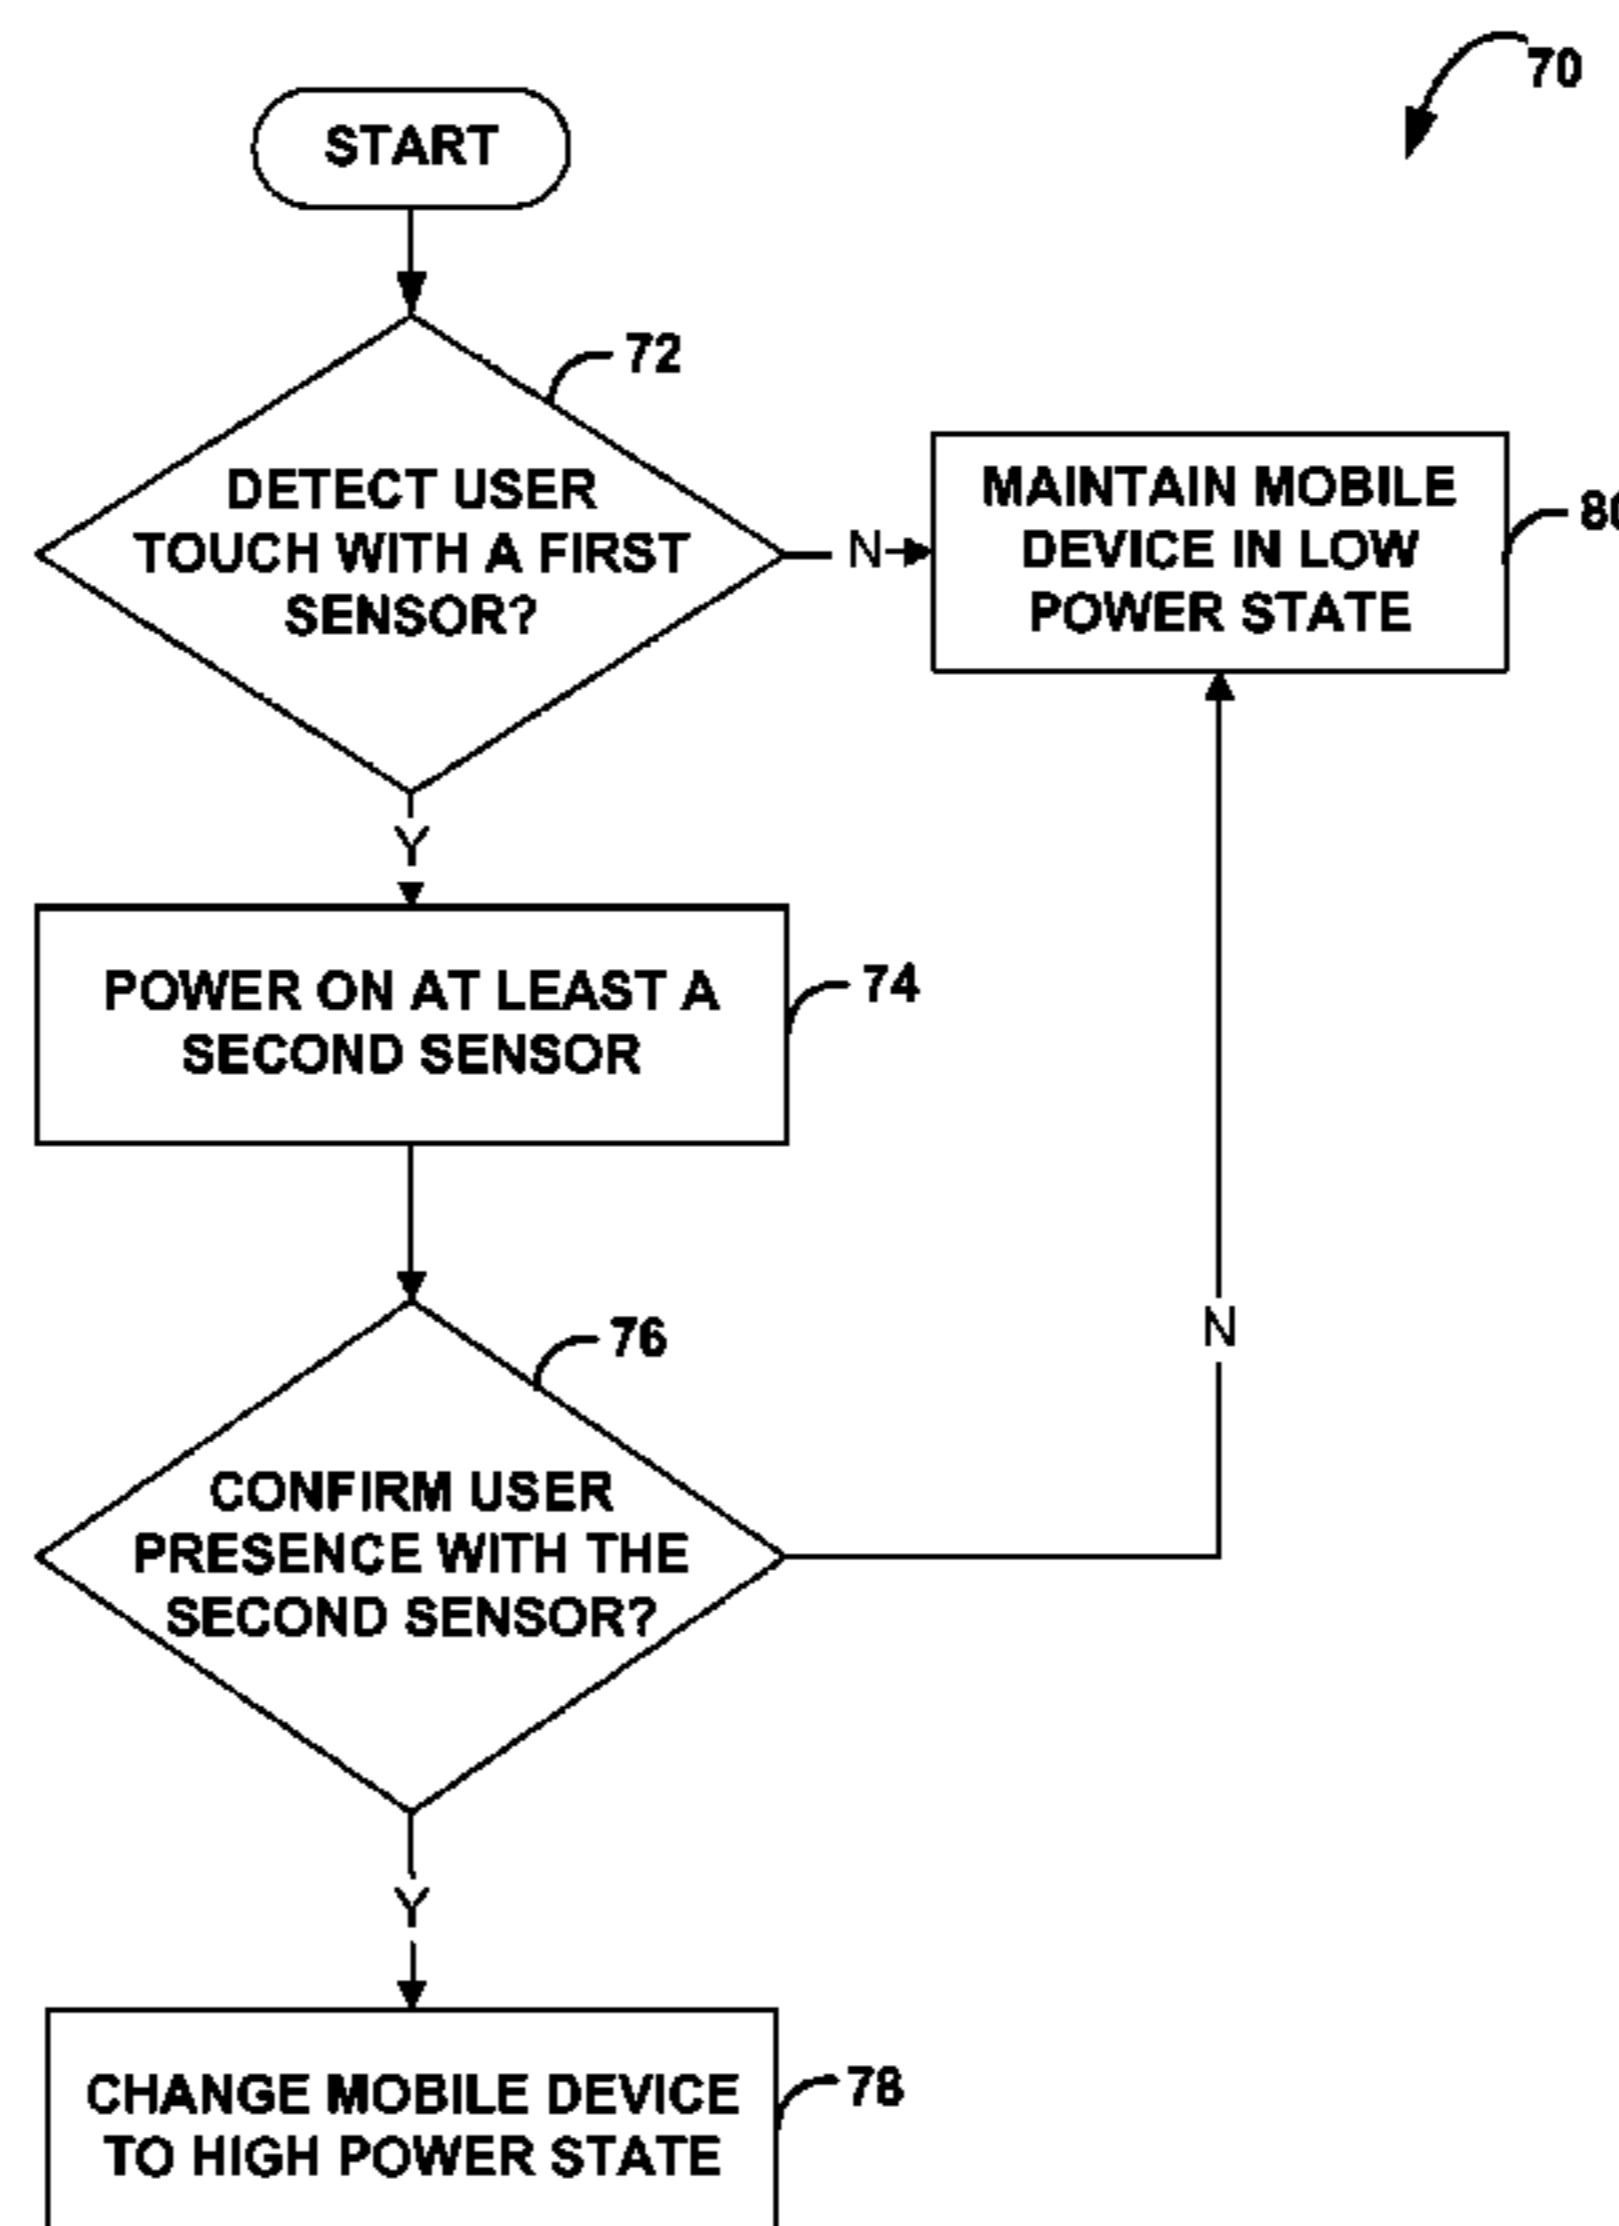 70
START
72
DETECT USER
TOUCH WITH A FIRST
SENSOR?
N
MAINTAIN MOBILE
DEVICE IN LOW
POWER STATE
80
Y
POWER ON AT LEAST A
SECOND SENSOR
74
76
CONFIRM USER
PRESENCE WITH THE
SECOND SENSOR?
N
Y
CHANGE MOBILE DEVICE
TO HIGH POWER STATE
78